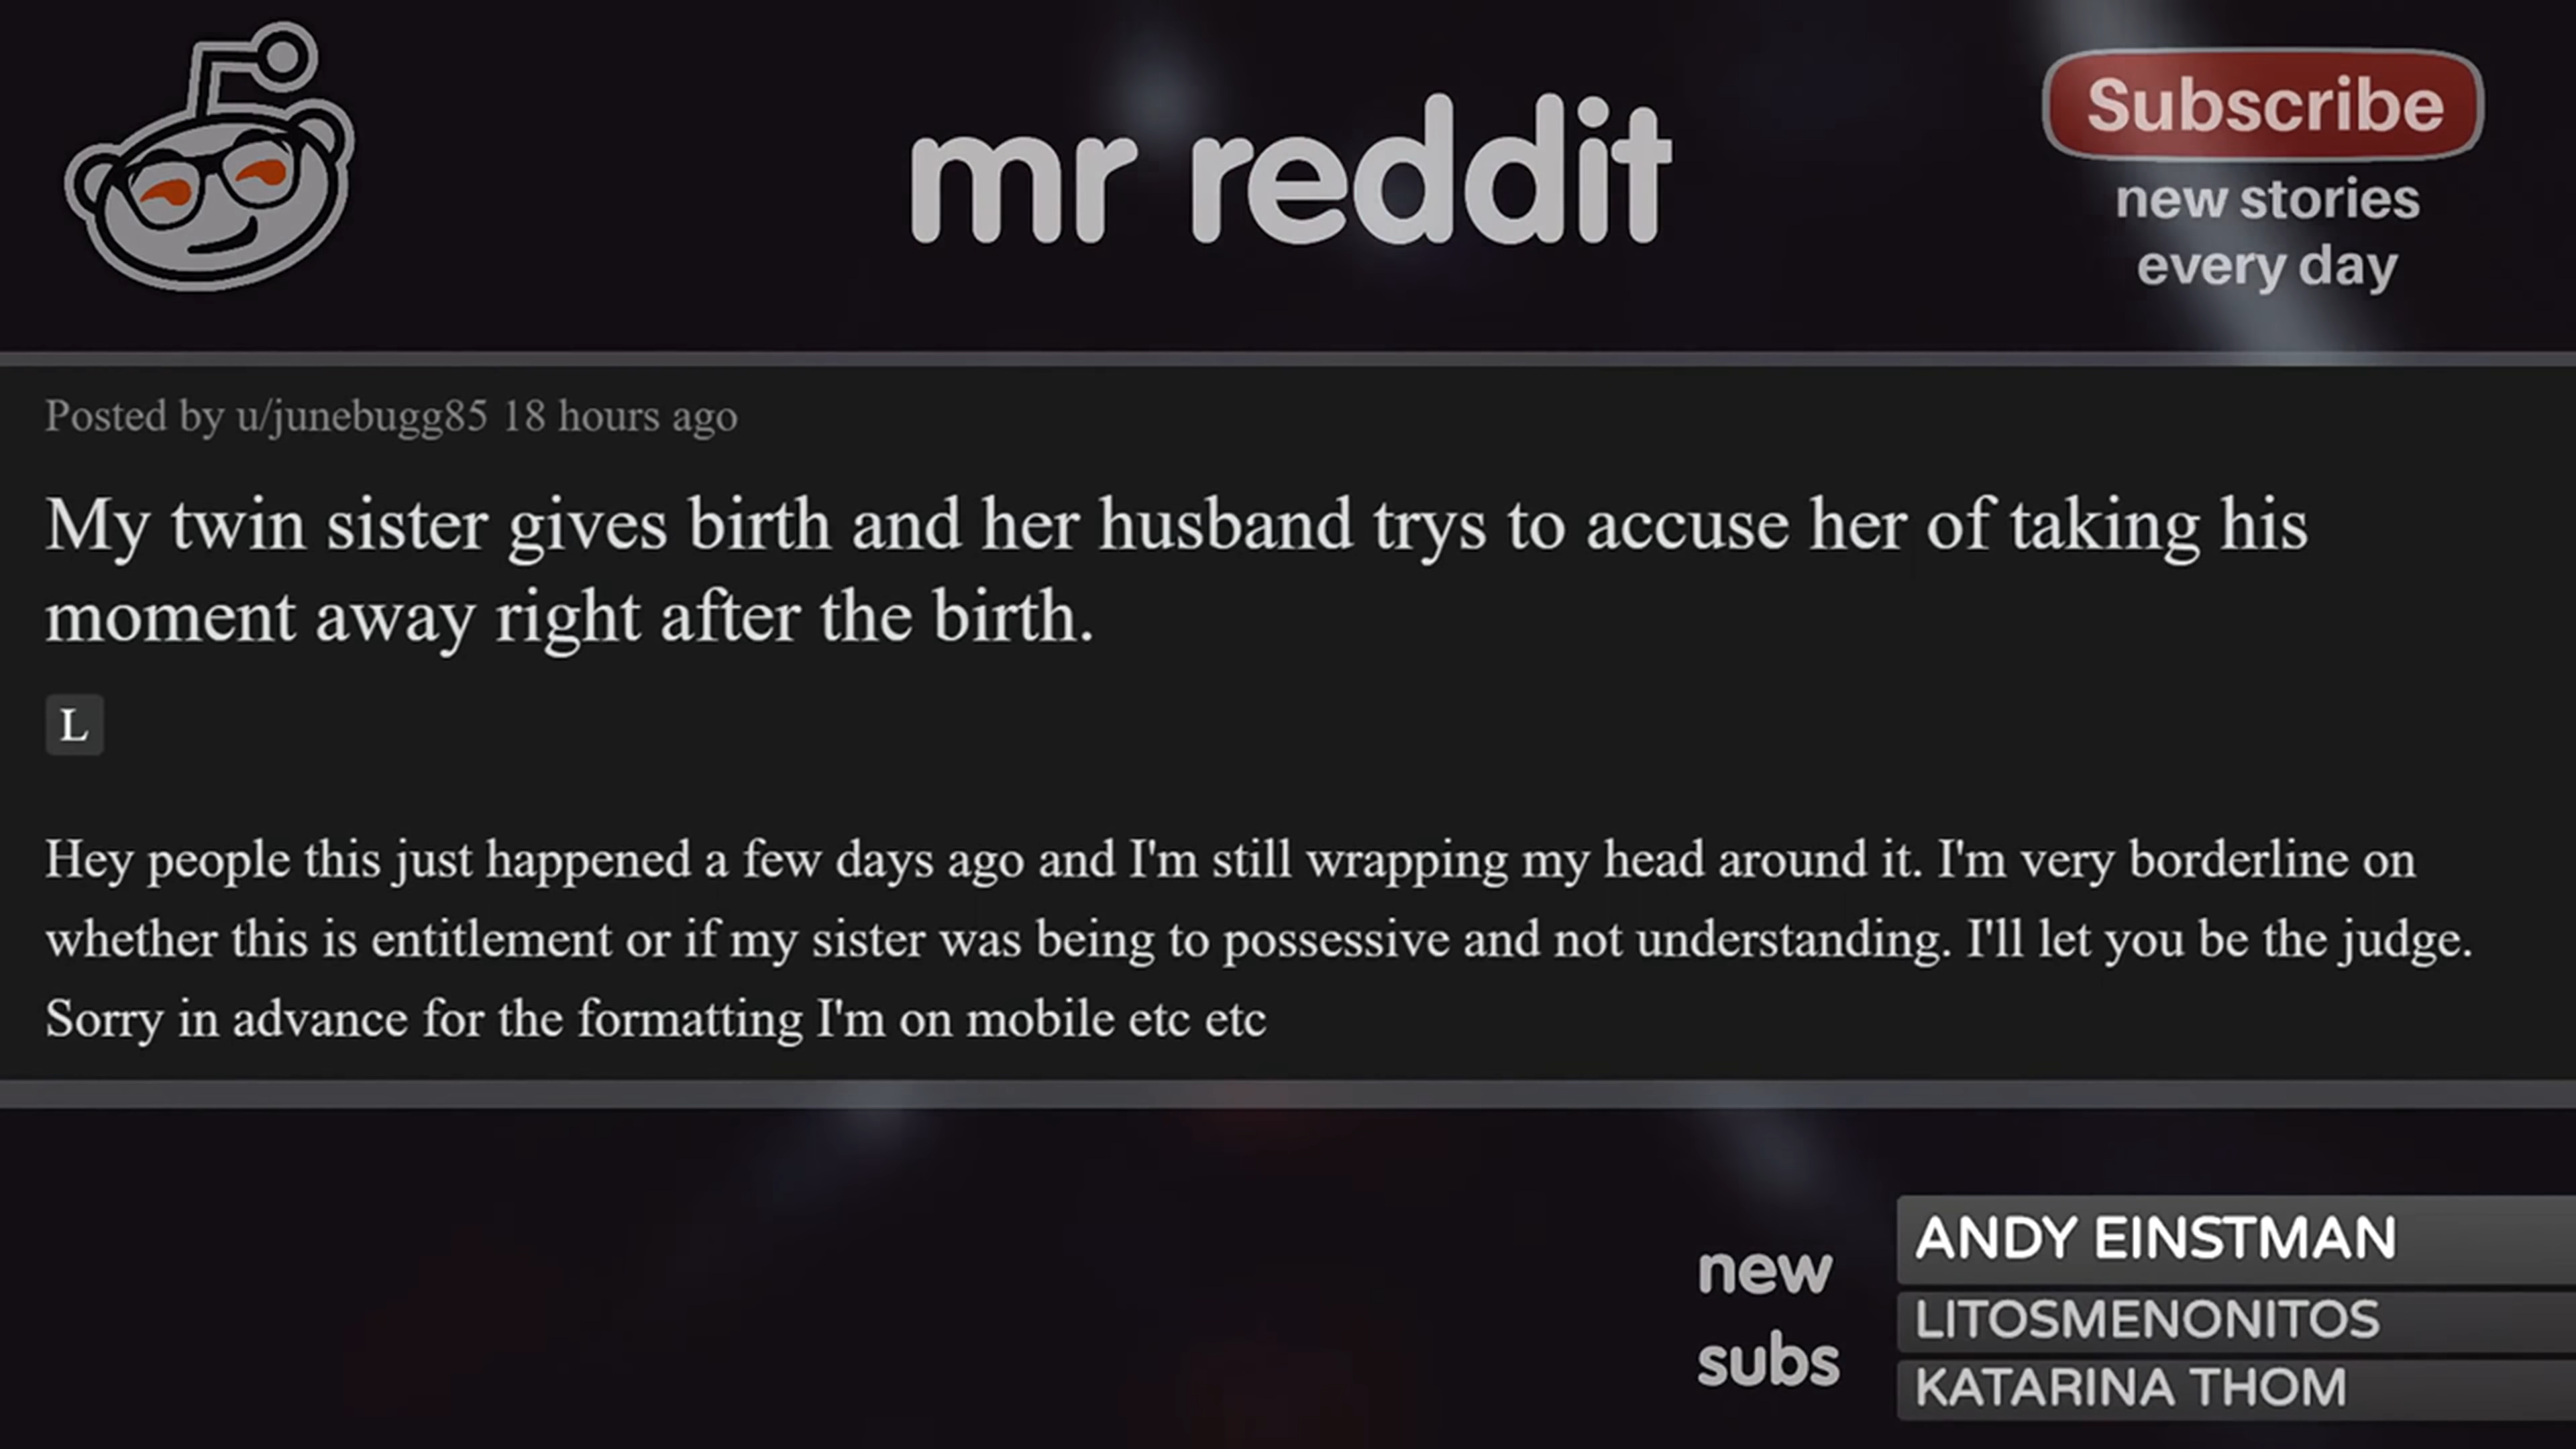 mr reddit
Subscribe
new stories
every day
Posted by u/junebugg85 18 hours ago
My twin sister gives birth and her husband trys to accuse her of taking his
moment away right after the birth.
L
Hey people this just happened a few days ago and I'm still wrapping my head around it. I'm very borderline on
whether this is entitlement or if my sister was being to possessive and not understanding. I'll let you be the judge.
Sorry in advance for the formatting I'm on mobile etc etc
new
subs
ANDY EINSTMAN
LITOSMENONITOS
KATARINA THOM